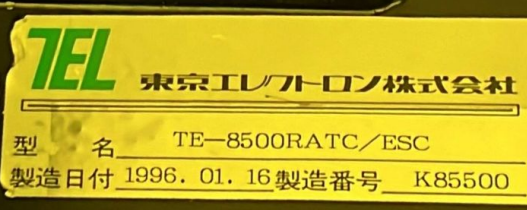 TEL
東京エレクトロン株式会社
型 名 TE-8500RATC/ESC
製造日付 1996. 01. 16 製造番号 K85500